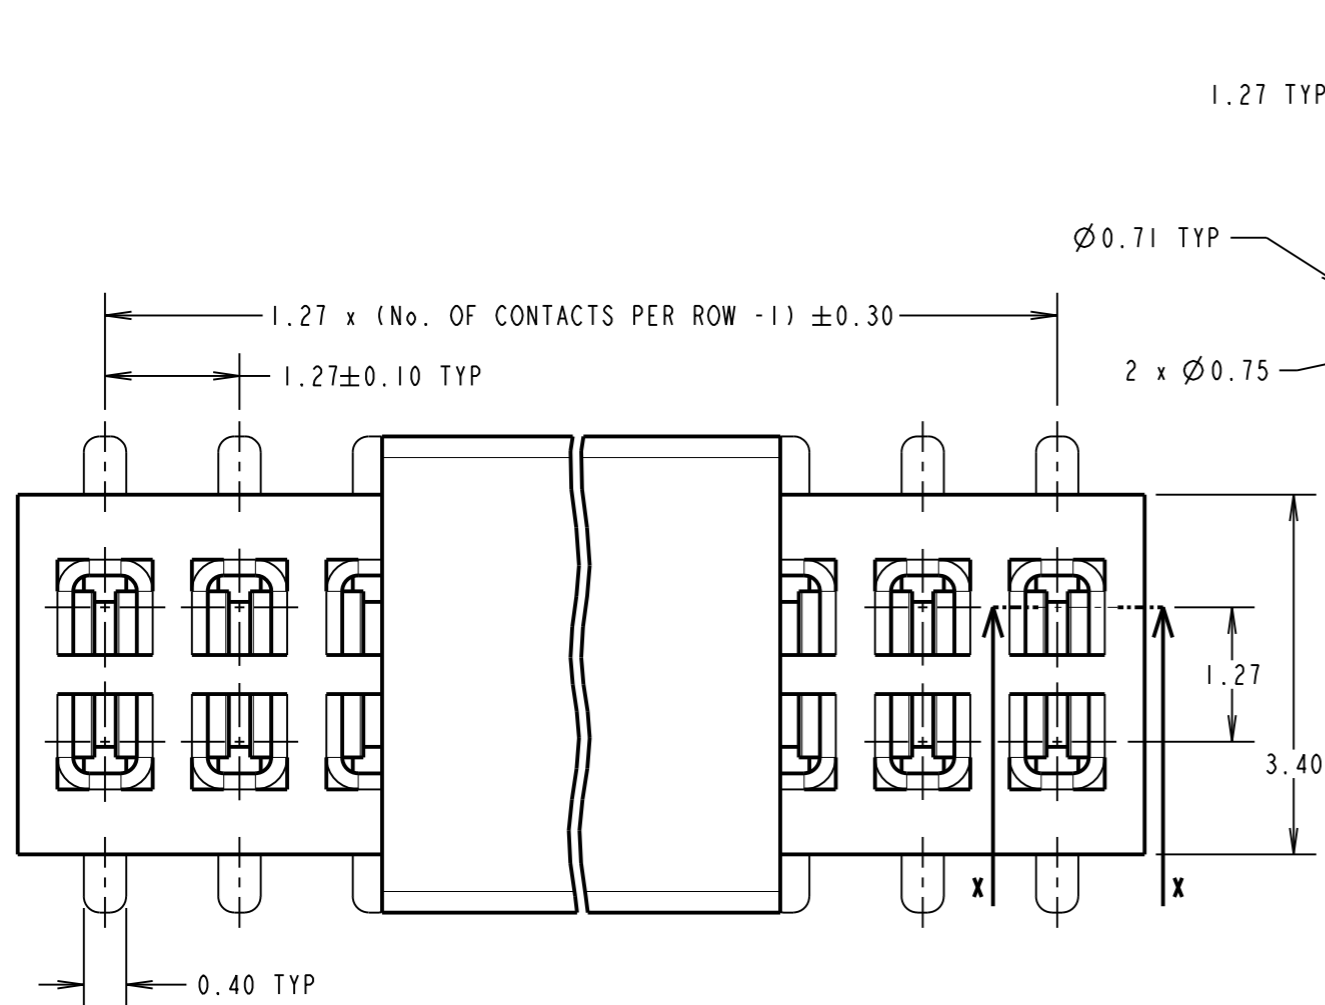 1.27 TYP
Ø0.71 TYP
1.27 x (No. OF CONTACTS PER ROW -1) ±0.30
2 x Ø0.75
1.27±0.10 TYP
1.27
3.40
X X
0.40 TYP